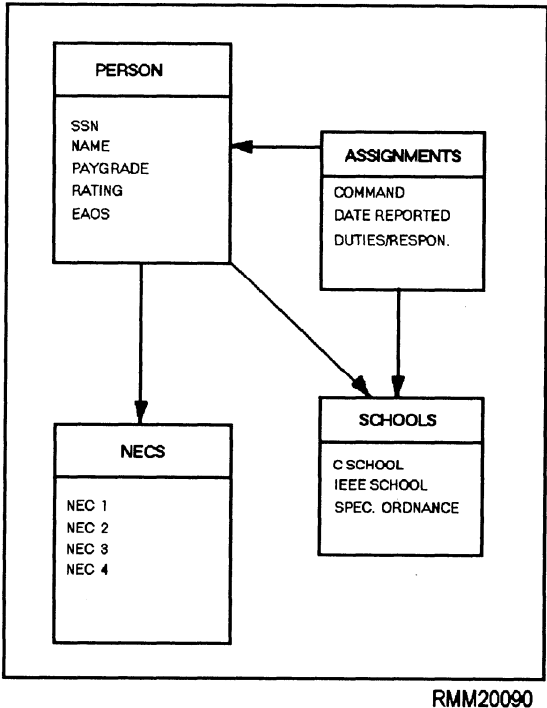 PERSON
SSN
NAME
PAYGRADE
RATING
EAOS
ASSIGNMENTS
COMMAND
DATE REPORTED
DUTIES/RESPON.
NECS
NEC 1
NEC 2
NEC 3
NEC 4
SCHOOLS
C SCHOOL
IEEE SCHOOL
SPEC. ORDNANCE
RMM20090